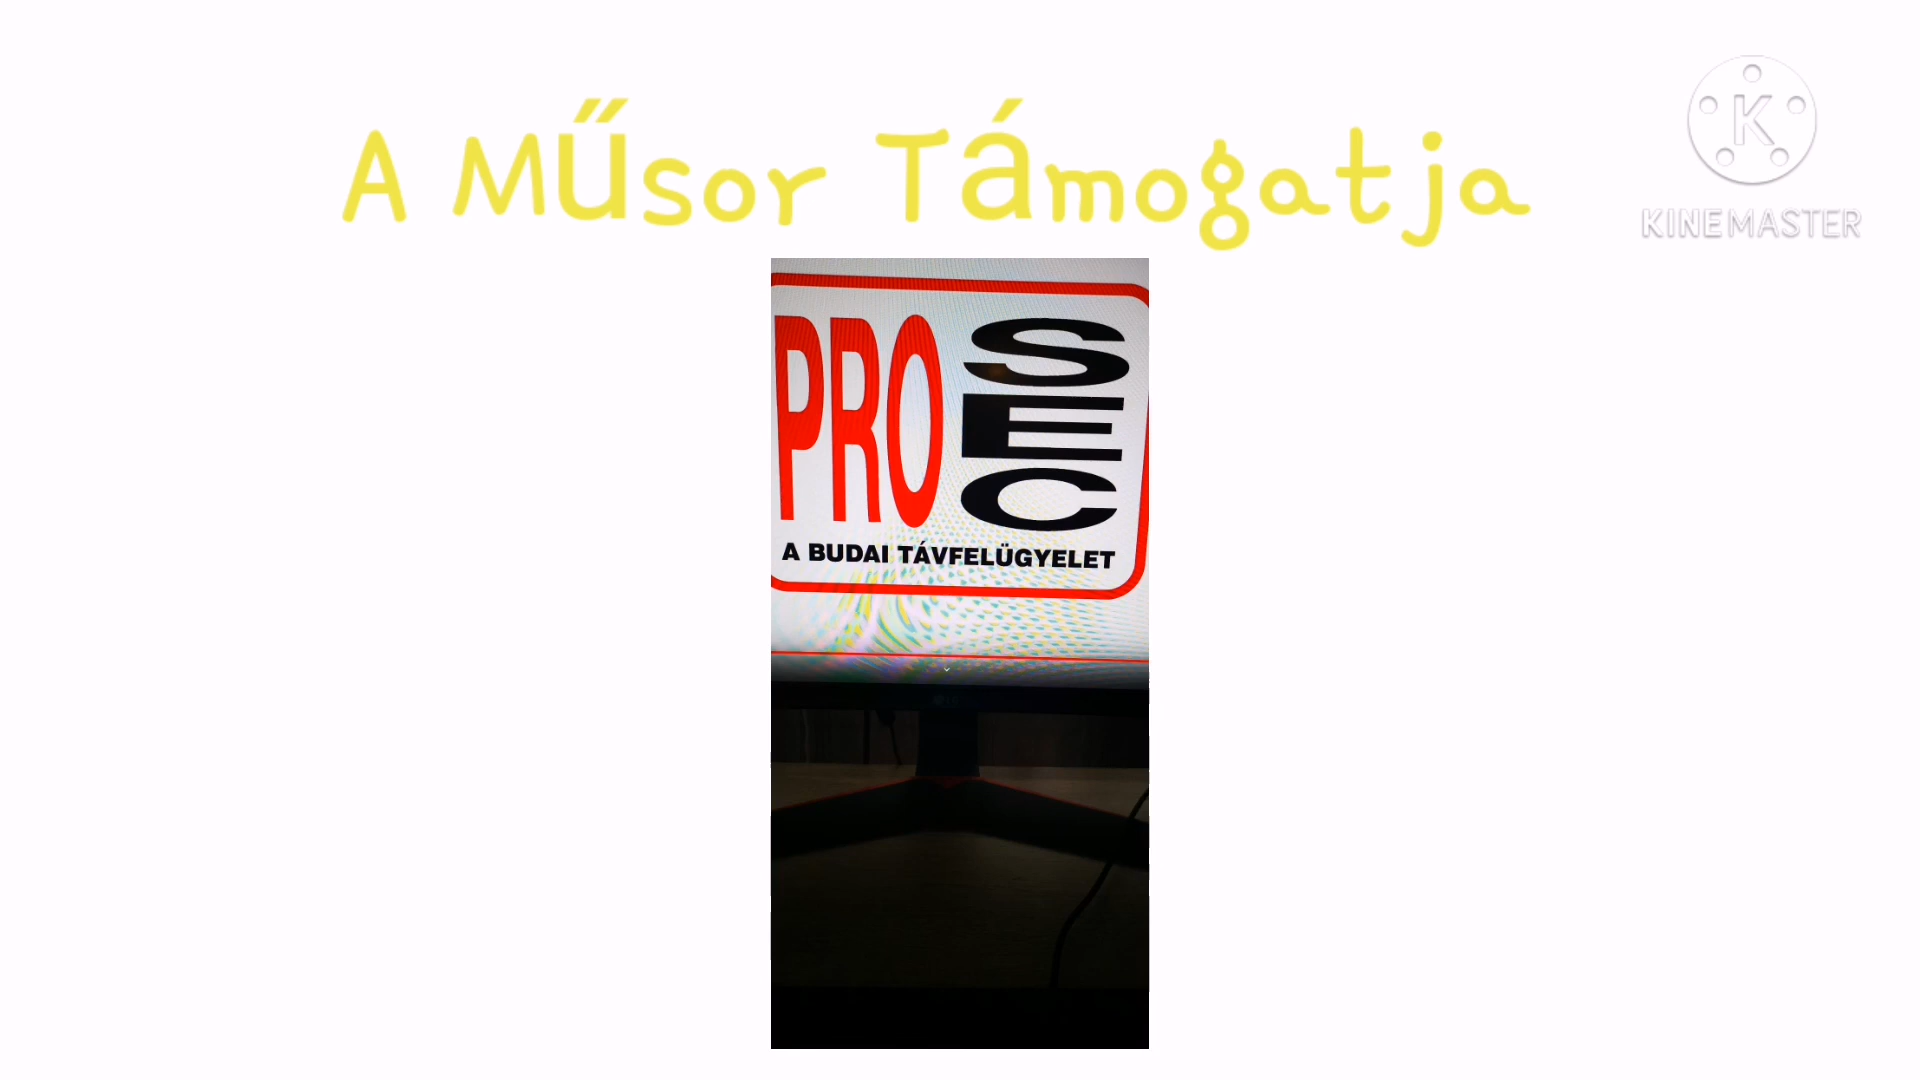 A Műsor Támogatja
K
KINEMASTER
PRO
SEC
A BUDAI TÁVFELÜGYELET